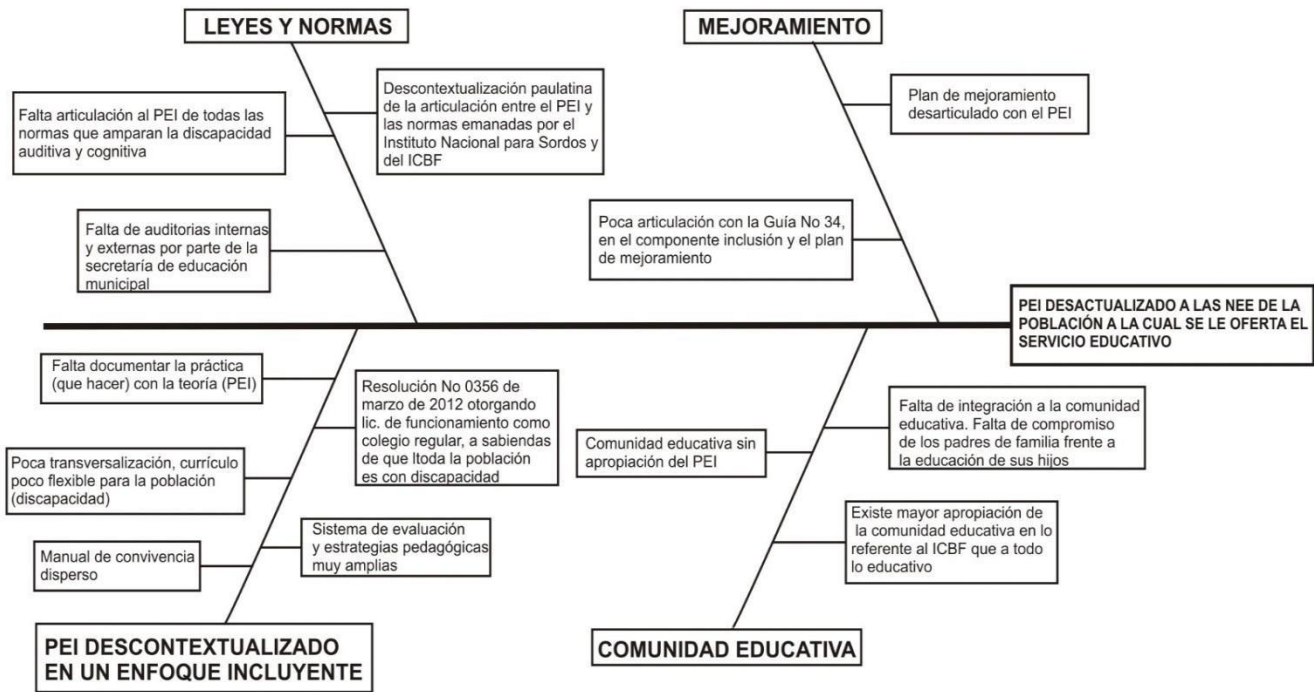 LEYES Y NORMAS
MEJORAMIENTO
Falta articulación al PEI de todas las
normas que amparan la discapacidad
auditiva y cognitiva
Descontextualización paulatina
de la articulación entre el PEI y
las normas emanadas por el
Instituto Nacional para Sordos y
del ICBF
Falta de auditorias internas
y externas por parte de la
secretaría de educación
municipal
Plan de mejoramiento
desarticulado con el PEI
Poca articulación con la Guía No 34,
en el componente inclusión y el plan
de mejoramiento
PEI DESACTUALIZADO A LAS NEE DE LA
POBLACIÓN A LA CUAL SE LE OFERTA EL
SERVICIO EDUCATIVO
Falta documentar la práctica
(que hacer) con la teoría (PEI)
Resolución No 0356 de
marzo de 2012 otorgando
lic. de funcionamiento como
colegio regular, a sabiendas
de que ltoda la población
es con discapacidad
Poca transversalización, currículo
poco flexible para la población
(discapacidad)
Sistema de evaluación
y estrategias pedagógicas
muy amplias
Manual de convivencia
disperso
Comunidad educativa sin
apropiación del PEI
Falta de integración a la comunidad
educativa. Falta de compromiso
de los padres de familia frente a
la educación de sus hijos
Existe mayor apropiación de
la comunidad educativa en lo
referente al ICBF que a todo
lo educativo
PEI DESCONTEXTUALIZADO
EN UN ENFOQUE INCLUYENTE
COMUNIDAD EDUCATIVA